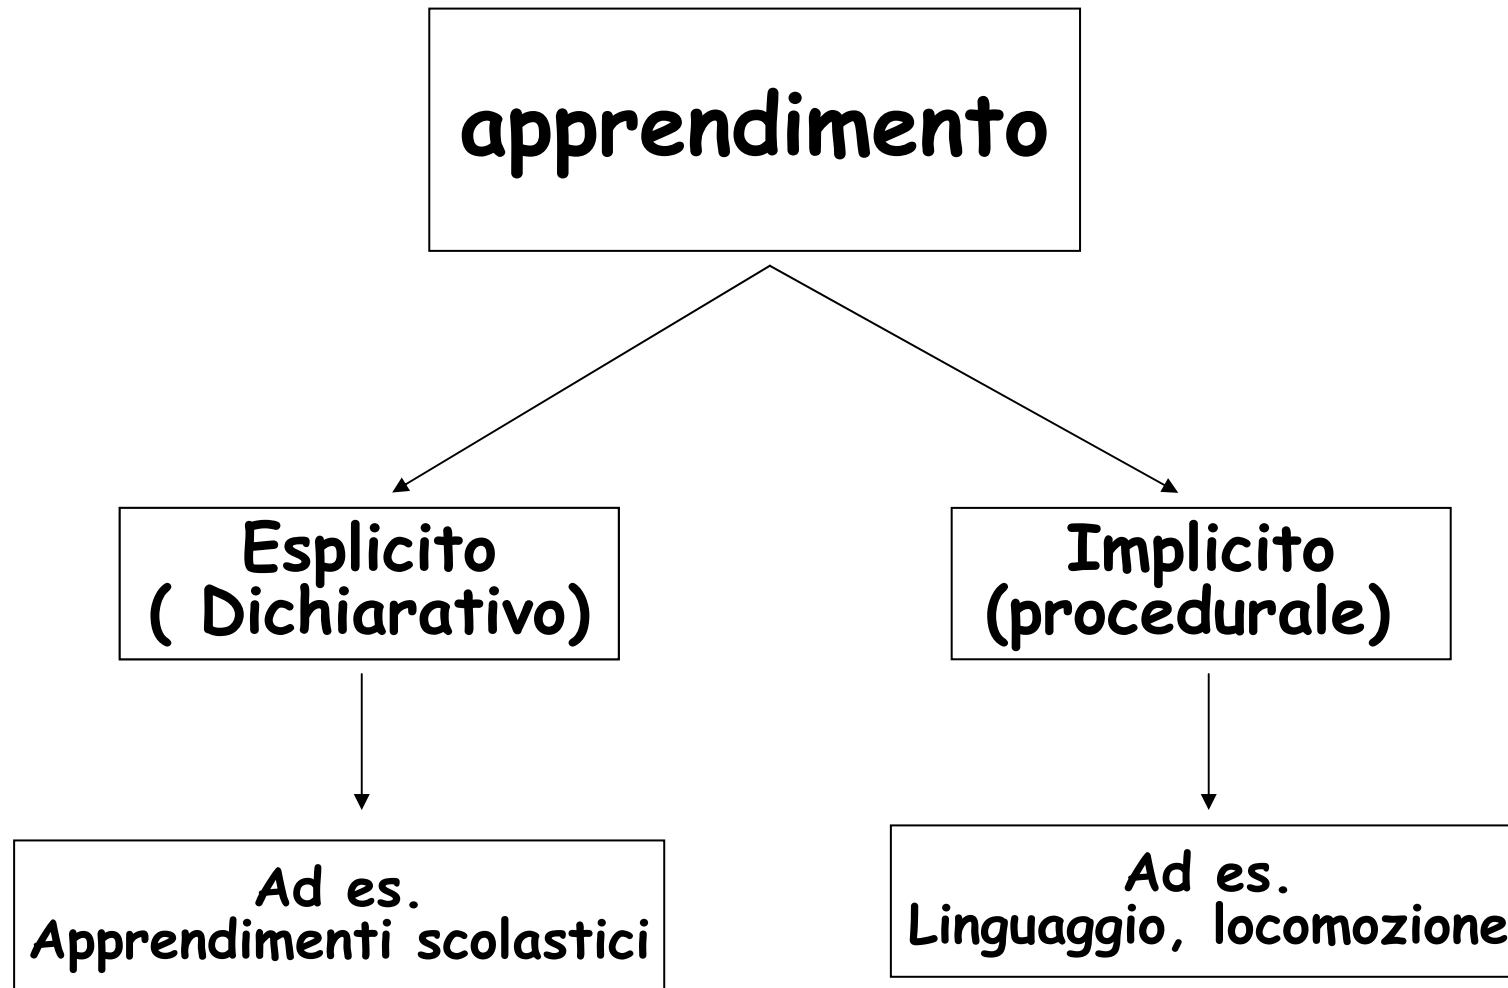 apprendimento
Esplicito
( Dichiarativo)
Implicito
(procedurale)
Ad es.
Apprendimenti scolastici
Ad es.
Linguaggio, locomozione